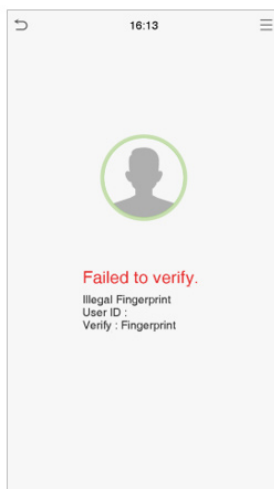 16:13
Failed to verify.
Illegal Fingerprint
User ID :
Verify : Fingerprint